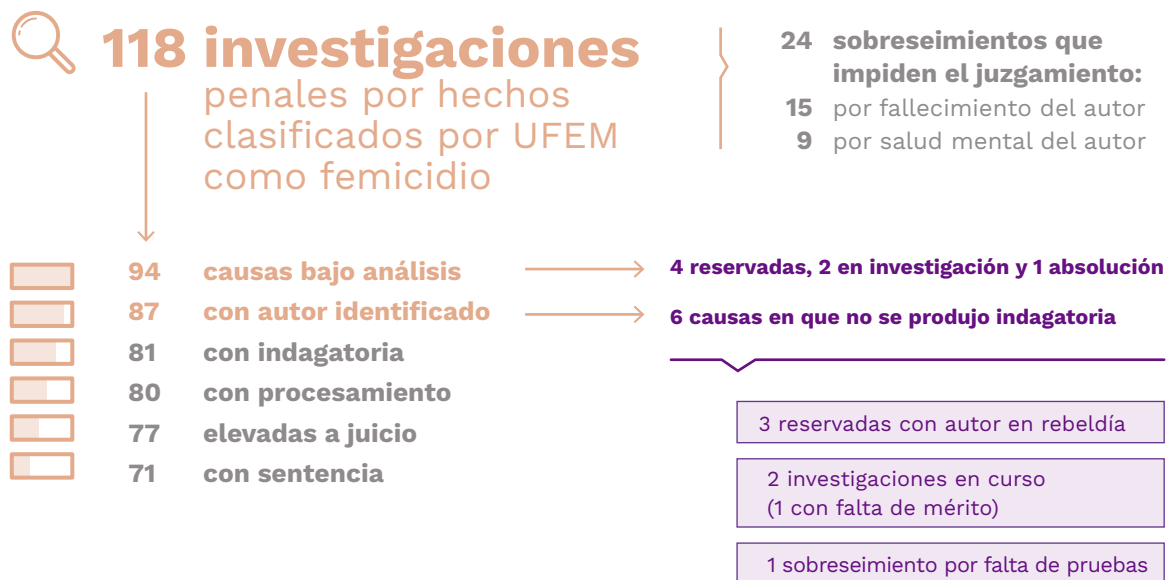 118 investigaciones
penales por hechos
clasificados por UFEM
como femicidio
24 sobreseimientos que
impiden el juzgamiento:
15 por fallecimiento del autor
9 por salud mental del autor
94 causas bajo análisis
4 reservadas, 2 en investigación y 1 absolución
87 con autor identificado
6 causas en que no se produjo indagatoria
81 con indagatoria
80 con procesamiento
77 elevadas a juicio
71 con sentencia
3 reservadas con autor en rebeldía
2 investigaciones en curso
(1 con falta de mérito)
1 sobreseimiento por falta de pruebas